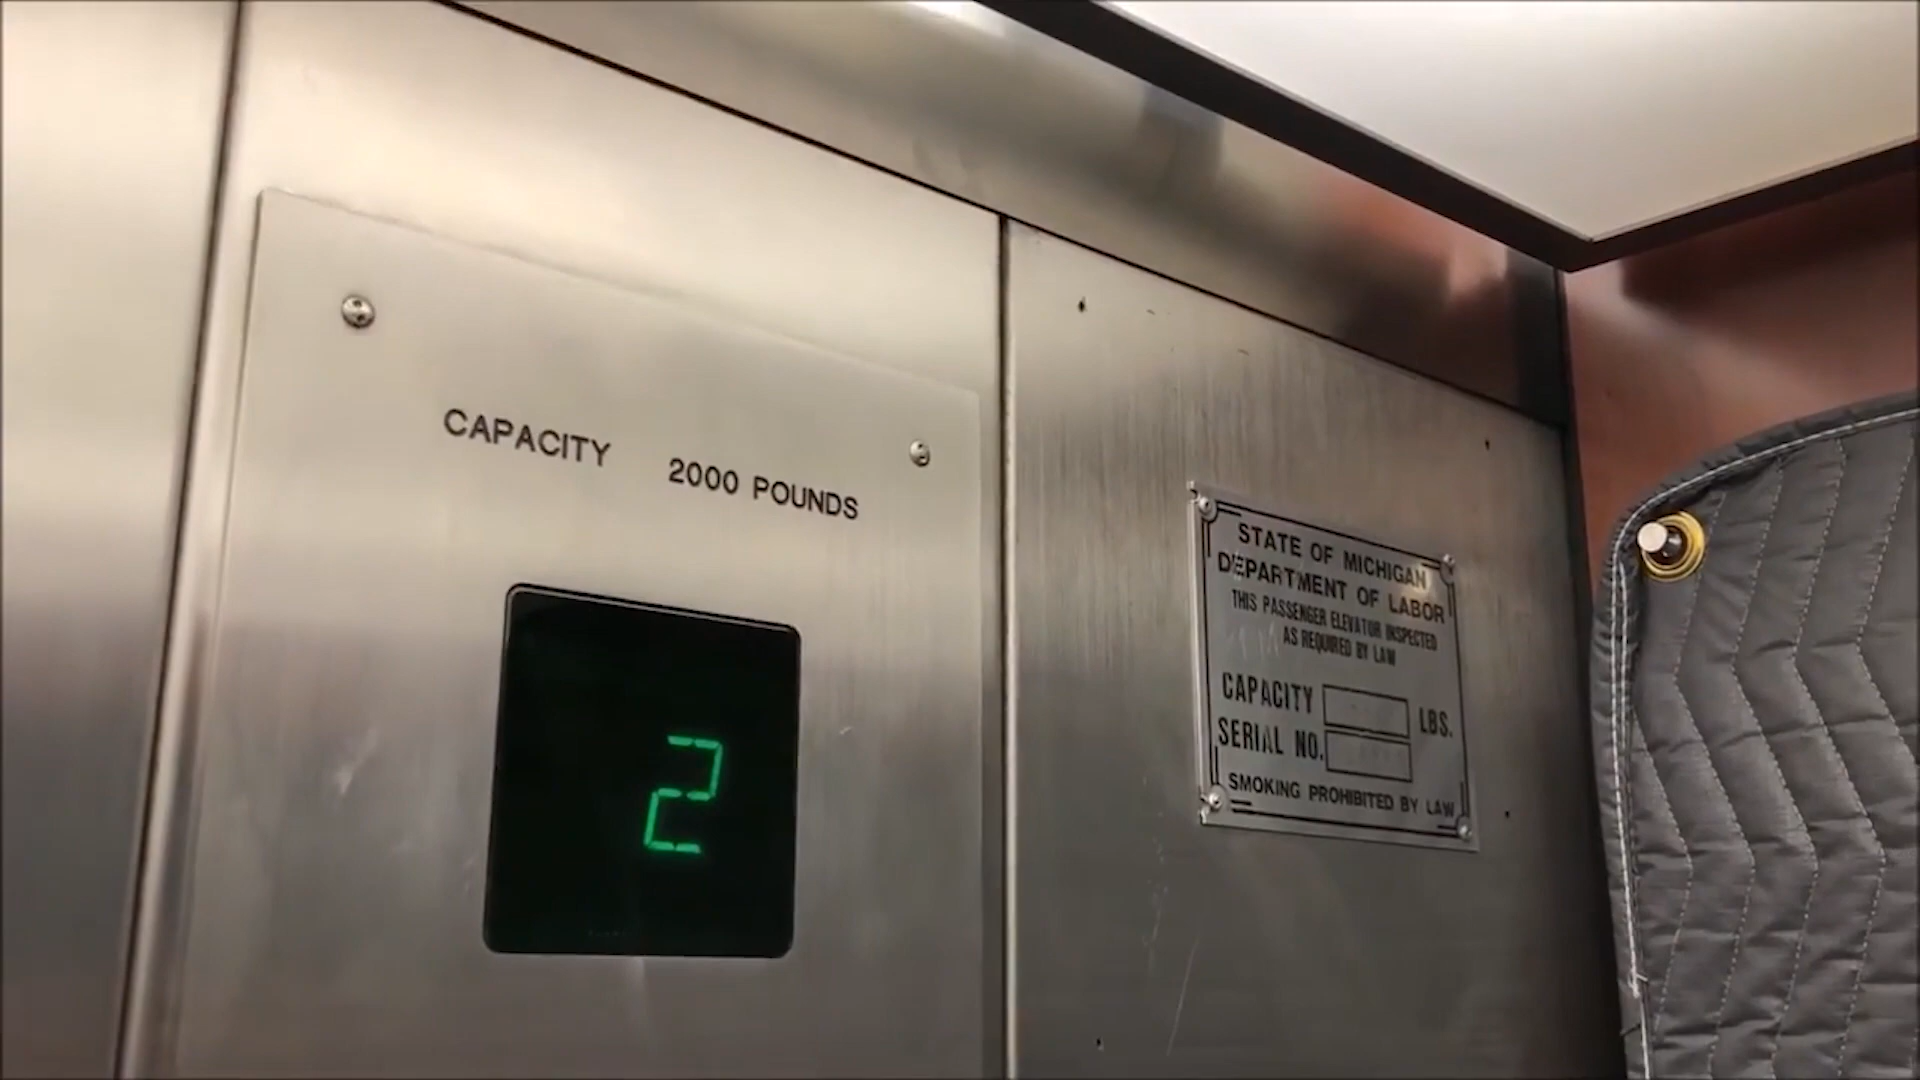 CAPACITY 2000 POUNDS
2
STATE OF MICHIGAN
DEPARTMENT OF LABOR
THIS PASSENGER ELEVATOR INSPECTED
AS REQUIRED BY LAW
CAPACITY LBS.
SERIAL NO.
SMOKING PROHIBITED BY LAW